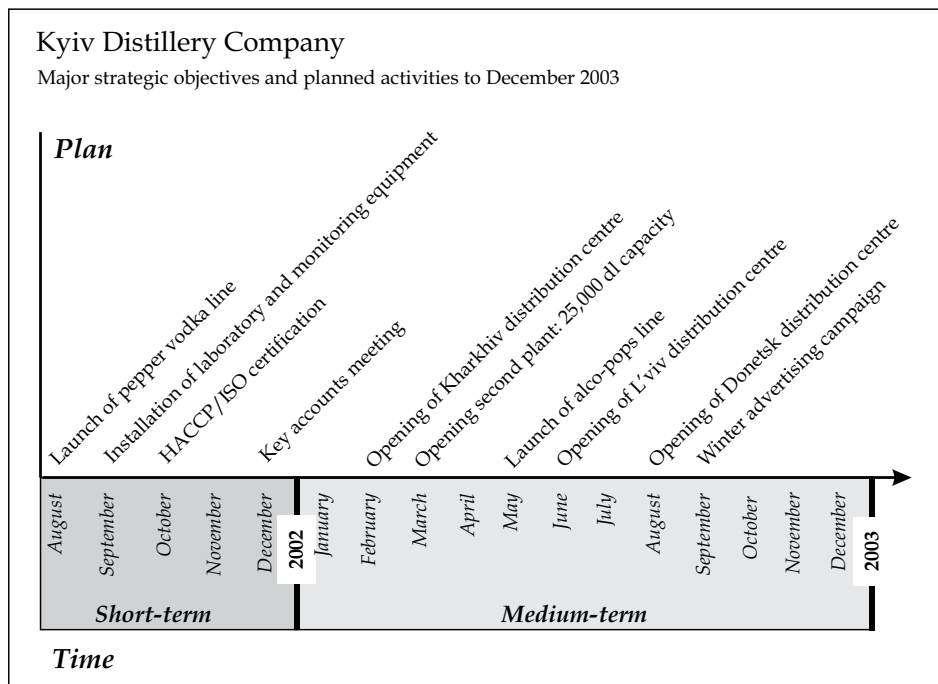 Kyiv Distillery Company
Major strategic objectives and planned activities to December 2003
Plan
Launch of pepper vodka line
Installation of laboratory and monitoring equipment
HACCP/ISO certification
Key accounts meeting
Opening of Kharkhiv distribution centre
Opening second plant: 25,000 dl capacity
Launch of alco-pops line
Opening of L'viv distribution centre
Opening of Donetsk distribution centre
Winter advertising campaign
August
September
October
November
December
2002
January
February
March
April
May
June
July
August
September
October
November
December
2003
Short-term
Medium-term
Time